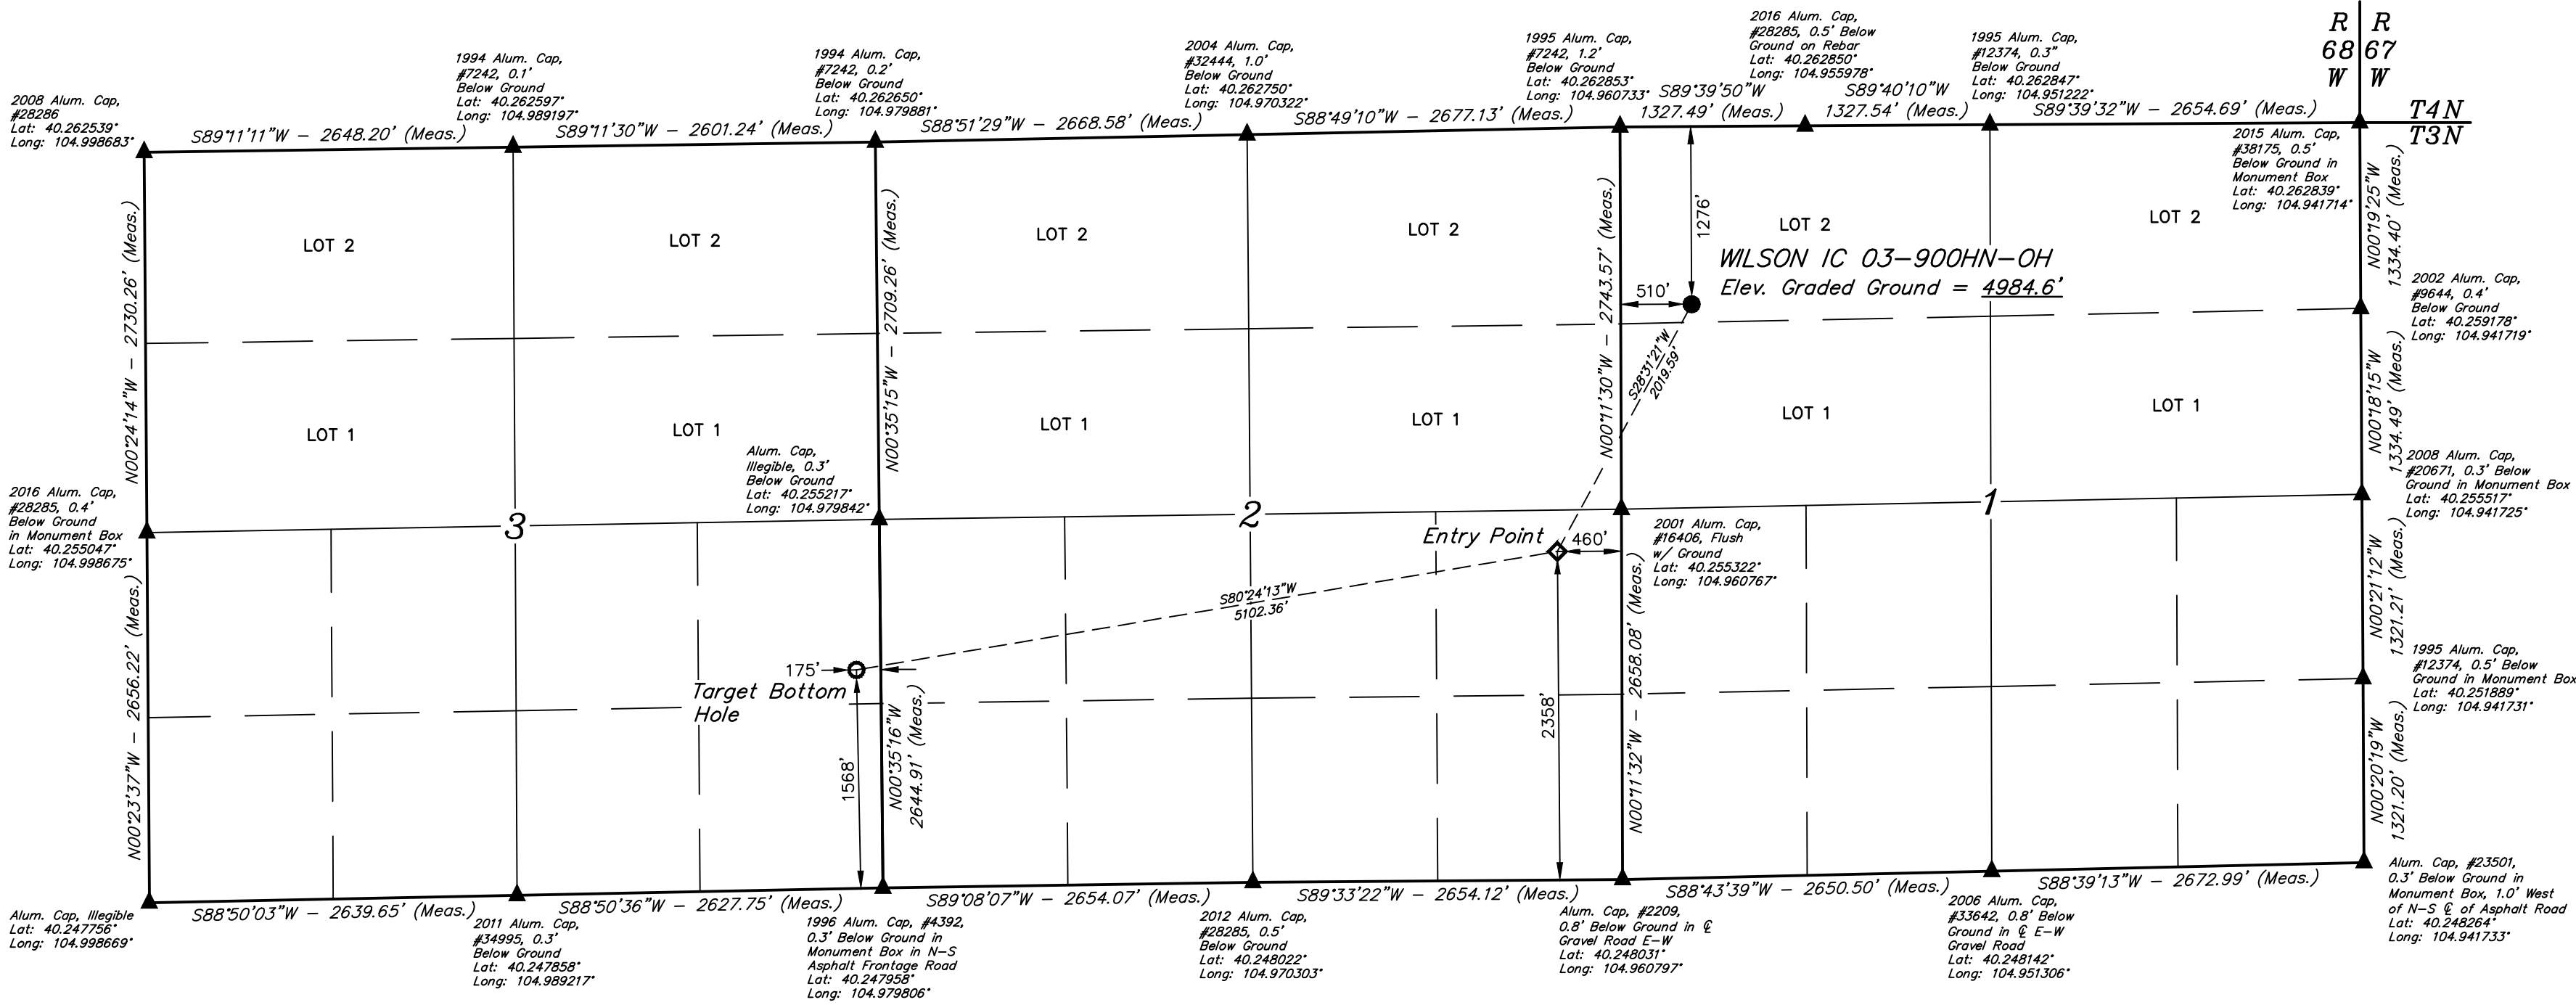 R R
68 67
W W
T4N
T3N
2008 Alum. Cap,
#28286
Lat: 40.262539°
Long: 104.998683°
1994 Alum. Cap,
#7242, 0.1'
Below Ground
Lat: 40.262597°
Long: 104.989197°
1994 Alum. Cap,
#7242, 0.2'
Below Ground
Lat: 40.262650°
Long: 104.979881°
2004 Alum. Cap,
#32444, 1.0'
Below Ground
Lat: 40.262750°
Long: 104.970322°
1995 Alum. Cap,
#7242, 1.2'
Below Ground
Lat: 40.262853°
Long: 104.960733°
2016 Alum. Cap,
#28285, 0.5' Below
Ground on Rebar
Lat: 40.262850°
Long: 104.955978°
1995 Alum. Cap,
#12374, 0.3"
Below Ground
Lat: 40.262847°
Long: 104.951222°
2015 Alum. Cap,
#38175, 0.5'
Below Ground in
Monument Box
Lat: 40.262839°
Long: 104.941714°
S89°11'11"W - 2648.20' (Meas.)
S89°11'30"W - 2601.24' (Meas.)
S88°51'29"W - 2668.58' (Meas.)
S88°49'10"W - 2677.13' (Meas.)
S89°39'50"W
1327.49' (Meas.)
S89°40'10"W
1327.54' (Meas.)
S89°39'32"W - 2654.69' (Meas.)
N00°24'14"W - 2730.26' (Meas.)
N00°35'15"W - 2709.26' (Meas.)
N00°11'30"W - 2743.57' (Meas.)
N00°19'25"W
1334.40' (Meas.)
LOT 2
LOT 2
LOT 2
LOT 2
LOT 2
LOT 2
1276'
510'
WILSON IC 03-900HN-OH
Elev. Graded Ground = 4984.6'
2002 Alum. Cap,
#9644, 0.4'
Below Ground
Lat: 40.259178°
Long: 104.941719°
S28°31'21"W
2019.59'
N00°18'15"W
1334.49' (Meas.)
LOT 1
LOT 1
LOT 1
LOT 1
LOT 1
LOT 1
2016 Alum. Cap,
#28285, 0.4'
Below Ground
in Monument Box
Lat: 40.255047°
Long: 104.998675°
Alum. Cap,
Illegible, 0.3'
Below Ground
Lat: 40.255217°
Long: 104.979842°
2008 Alum. Cap,
#20671, 0.3' Below
Ground in Monument Box
Lat: 40.255517°
Long: 104.941725°
3
2
1
Entry Point
460'
2001 Alum. Cap,
#16406, Flush
w/ Ground
Lat: 40.255322°
Long: 104.960767°
S80°24'13"W
5102.36'
N00°23'37"W - 2656.22' (Meas.)
N00°35'16"W
2644.91' (Meas.)
N00°11'32"W - 2658.08' (Meas.)
N00°21'12"W
1321.21' (Meas.)
175'
Target Bottom
Hole
1568'
2358'
1995 Alum. Cap,
#12374, 0.5' Below
Ground in Monument Box
Lat: 40.251889°
Long: 104.941731°
N00°20'19"W
1321.20' (Meas.)
S88°50'03"W - 2639.65' (Meas.)
S88°50'36"W - 2627.75' (Meas.)
S89°08'07"W - 2654.07' (Meas.)
S89°33'22"W - 2654.12' (Meas.)
S88°43'39"W - 2650.50' (Meas.)
S88°39'13"W - 2672.99' (Meas.)
Alum. Cap, Illegible
Lat: 40.247756°
Long: 104.998669°
2011 Alum. Cap,
#34995, 0.3'
Below Ground
Lat: 40.247858°
Long: 104.989217°
1996 Alum. Cap, #4392,
0.3' Below Ground in
Monument Box in N-S
Asphalt Frontage Road
Lat: 40.247958°
Long: 104.979806°
2012 Alum. Cap,
#28285, 0.5'
Below Ground
Lat: 40.248022°
Long: 104.970303°
Alum. Cap, #2209,
0.8' Below Ground in ℄
Gravel Road E-W
Lat: 40.248031°
Long: 104.960797°
2006 Alum. Cap,
#33642, 0.8' Below
Ground in ℄ E-W
Gravel Road
Lat: 40.248142°
Long: 104.951306°
Alum. Cap, #23501,
0.3' Below Ground in
Monument Box, 1.0' West
of N-S ℄ of Asphalt Road
Lat: 40.248264°
Long: 104.941733°